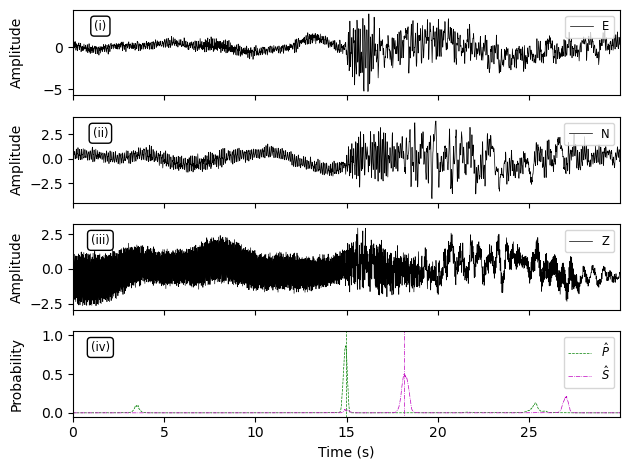 (i)
E
Amplitude
0
−5
(ii)
N
Amplitude
2.5
0.0
−2.5
(iii)
Z
Amplitude
2.5
0.0
−2.5
(iv)
P̂
Ŝ
Probability
1.0
0.5
0.0
0 5 10 15 20 25
Time (s)